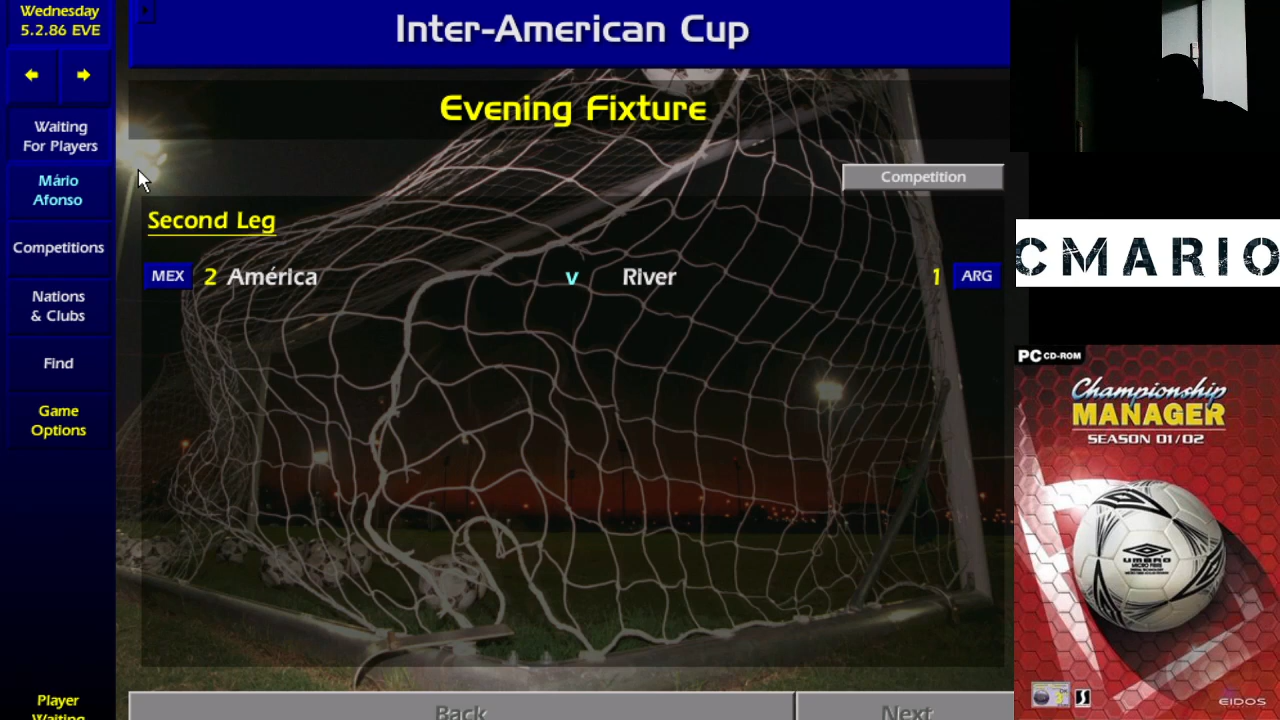 Wednesday
5.2.86 EVE
Waiting
For Players
Mário
Afonso
Competitions
Nations
& Clubs
Find
Game
Options
Player
Waiting
Inter-American Cup
Evening Fixture
Competition
Second Leg
MEX 2 América v River 1 ARG
Back Next
CMARIO
PC CD-ROM
Championship
MANAGER
SEASON 01/02
UMBRO
EIDOS